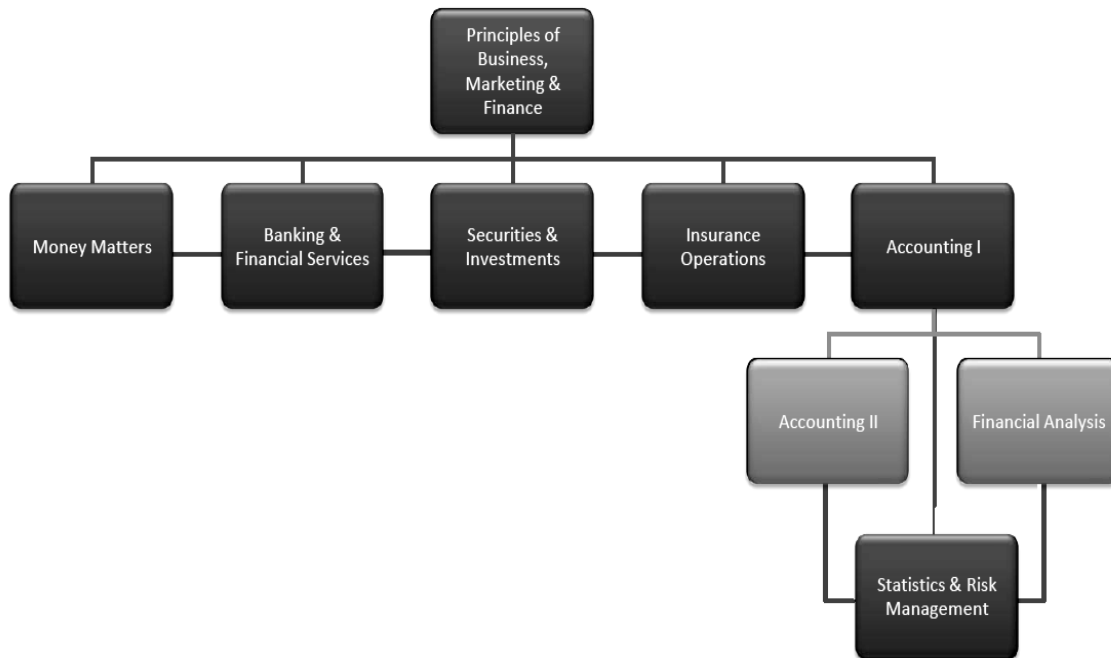 Principles of
Business,
Marketing &
Finance
Money Matters
Banking &
Financial Services
Securities &
Investments
Insurance
Operations
Accounting I
Accounting II
Financial Analysis
Statistics & Risk
Management